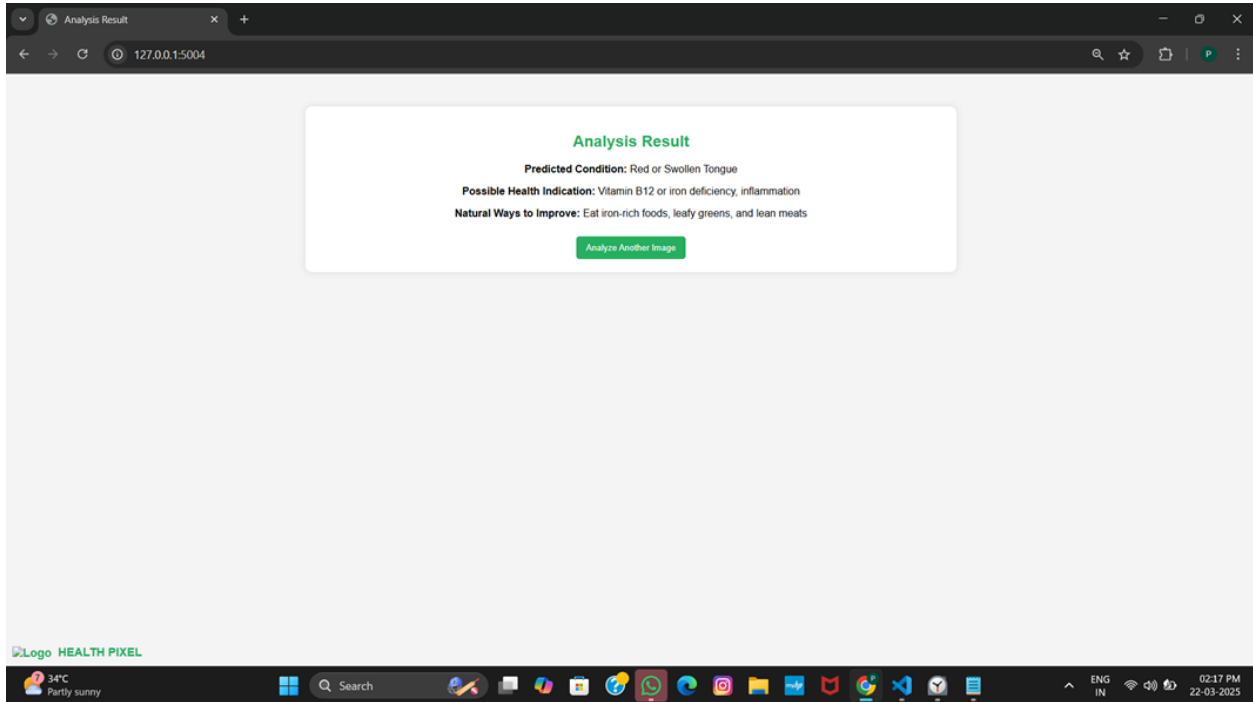 Analysis Result
127.0.0.1:5004
P
Analysis Result
Predicted Condition: Red or Swollen Tongue
Possible Health Indication: Vitamin B12 or iron deficiency, inflammation
Natural Ways to Improve: Eat iron-rich foods, leafy greens, and lean meats
Analyze Another Image
Logo HEALTH PIXEL
7
34°C
Partly sunny
Search
ENG
IN
02:17 PM
22-03-2025